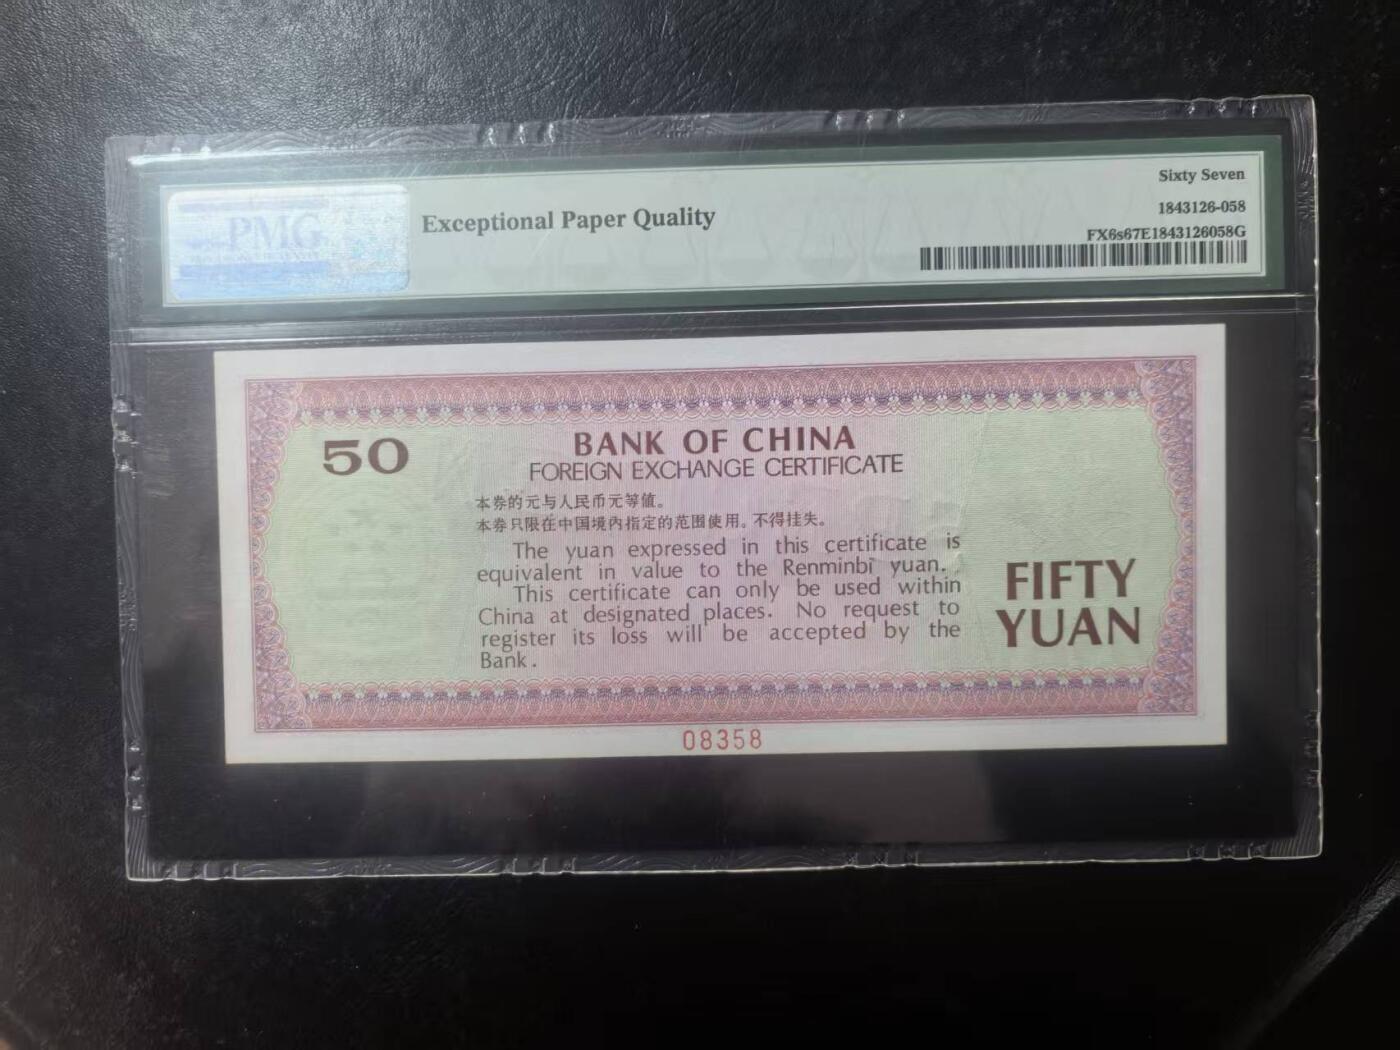 PMG
Exceptional Paper Quality
Sixty Seven
1843126-058
FX6s67E1843126058G
50
BANK OF CHINA
FOREIGN EXCHANGE CERTIFICATE
本券的元与人民币元等值。
本券只限在中国境内指定的范围使用。不得挂失。
The yuan expressed in this certificate is
equivalent in value to the Renminbi yuan.
This certificate can only be used within
China at designated places. No request to
register its loss will be accepted by the
Bank.
FIFTY
YUAN
08358